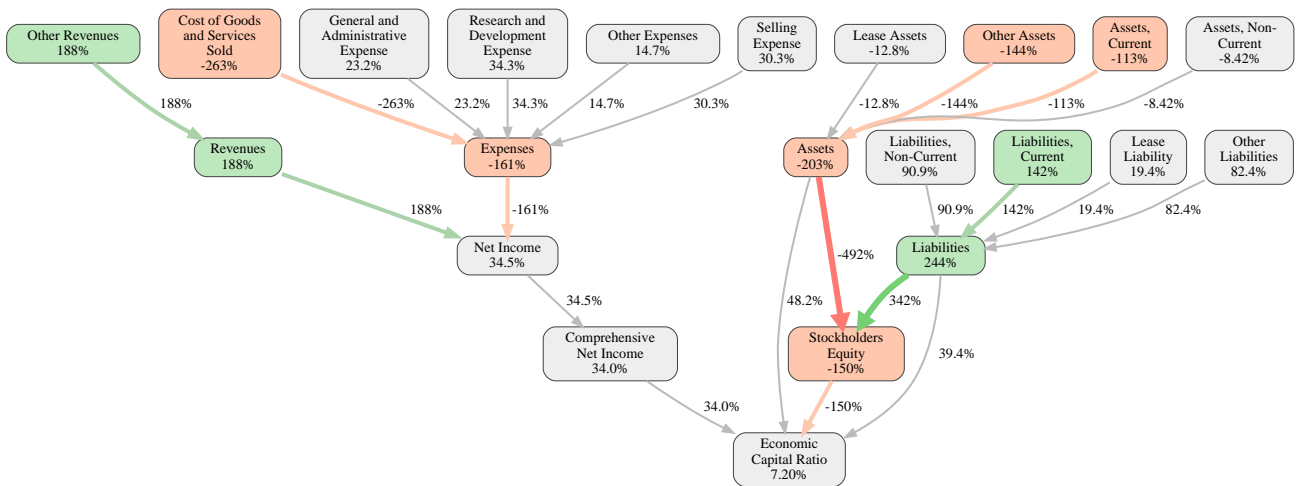 Other Revenues
188%
Cost of Goods
and Services
Sold
-263%
General and
Administrative
Expense
23.2%
Research and
Development
Expense
34.3%
Other Expenses
14.7%
Selling
Expense
30.3%
Lease Assets
-12.8%
Other Assets
-144%
Assets,
Current
-113%
Assets, Non-
Current
-8.42%
188%
-263%
23.2%
34.3%
14.7%
30.3%
-12.8%
-144%
-113%
-8.42%
Revenues
188%
Expenses
-161%
Assets
-203%
Liabilities,
Non-Current
90.9%
Liabilities,
Current
142%
Lease
Liability
19.4%
Other
Liabilities
82.4%
188%
-161%
90.9%
142%
19.4%
82.4%
Net Income
34.5%
-492%
Liabilities
244%
34.5%
48.2%
342%
Comprehensive
Net Income
34.0%
Stockholders
Equity
-150%
39.4%
34.0%
-150%
Economic
Capital Ratio
7.20%